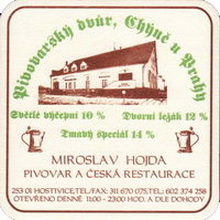 Pivovarský dvůr, Chýně u Prahy
Světlé výčepní 10 % Dvorní ležák 12 %
Tmavý speciál 14 %
MIROSLAV HOJDA
PIVOVAR A ČESKÁ RESTAURACE
253 01 HOSTIVICE,TEL/FAX: 311 670 075,TEL.: 602 374 258
OTEVŘENO DENNĚ 11:00 - 23:00 HOD. A DLE DOHODY